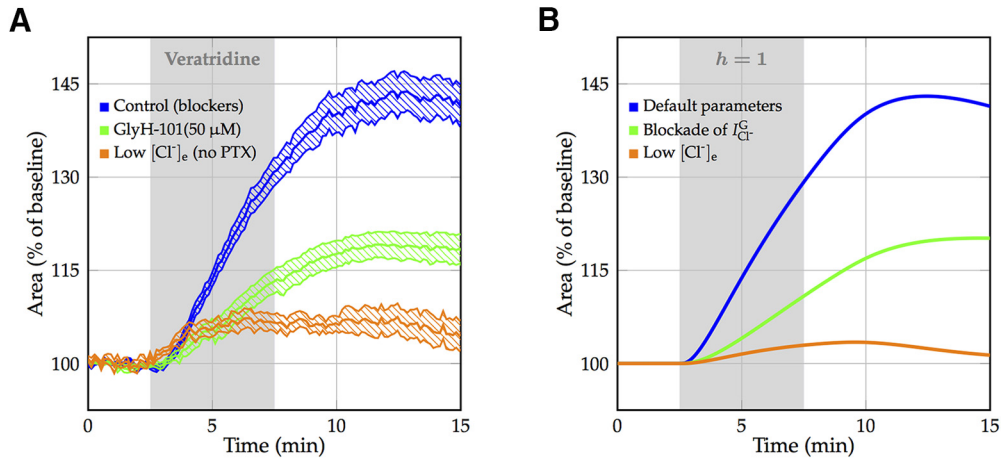 A
Veratridine
145
130
115
100
Area (% of baseline)
Control (blockers)
GlyH-101(50 μM)
Low [Cl⁻]ₑ (no PTX)
0
5
10
15
Time (min)
B
h = 1
145
130
115
100
Area (% of baseline)
Default parameters
Blockade of I^G_Cl⁻
Low [Cl⁻]ₑ
0
5
10
15
Time (min)